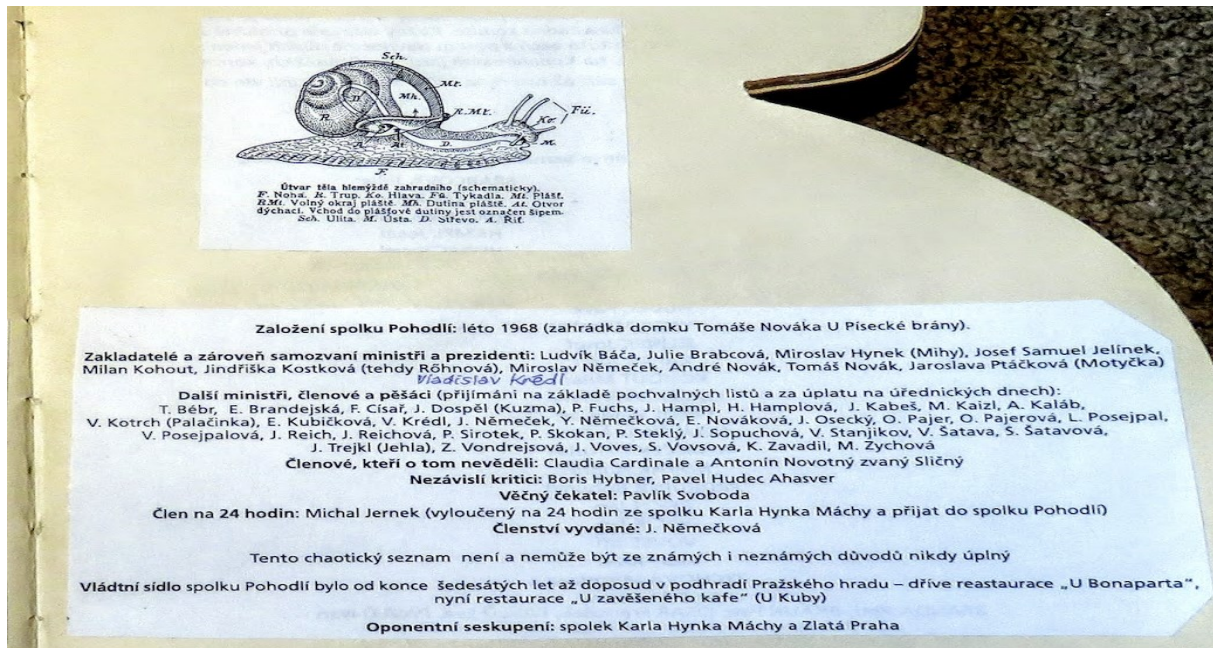 Sch.
Mt.
Mh.
D.
R.
R.Mt.
Fü.
Ko.
M.
A.
At.
D.
F.
Útvar těla hlemýždě zahradního (schematicky).
F. Noha. R. Trup. Ko. Hlava. Fü. Tykadla. Mt. Plášť.
RMt. Volný okraj pláště. Mh. Dutina pláště. At. Otvor
dýchací. Vchod do plášťové dutiny jest označen šipem.
Sch. Ulita. M. Ústa. D. Střevo. A. Řiť.
Založení spolku Pohodlí: léto 1968 (zahrádka domku Tomáše Nováka U Písecké brány).
Zakladatelé a zároveň samozvaní ministři a prezidenti: Ludvík Báča, Julie Brabcová, Miroslav Hynek (Mihy), Josef Samuel Jelínek,
Milan Kohout, Jindřiška Kostková (tehdy Rőhnová), Miroslav Němeček, André Novák, Tomáš Novák, Jaroslava Ptáčková (Motyčka)
Vladislav Krédl
Další ministři, členové a pěšáci (přijímáni na základě pochvalných listů a za úplatu na úřednických dnech):
T. Bébr, E. Brandejská, F. Císař, J. Dospěl (Kuzma), P. Fuchs, J. Hampl, H. Hamplová, J. Kabeš, M. Kaizl, A. Kaláb,
V. Kotrch (Palačinka), E. Kubičková, V. Krédl, J. Němeček, Y. Němečková, E. Nováková, J. Osecký, O. Pajer, O. Pajerová, L. Posejpal,
V. Posejpalová, J. Reich, J. Reichová, P. Sirotek, P. Skokan, P. Steklý, J. Sopuchová, V. Stanjikov, V. Šatava, S. Šatavová,
J. Trejkl (Jehla), Z. Vondrejsová, J. Voves, S. Vovsová, K. Zavadil, M. Zychová
Členové, kteří o tom nevěděli: Claudia Cardinale a Antonín Novotný zvaný Sličný
Nezávislí kritici: Boris Hybner, Pavel Hudec Ahasver
Věčný čekatel: Pavlík Svoboda
Člen na 24 hodin: Michal Jernek (vyloučený na 24 hodin ze spolku Karla Hynka Máchy a přijat do spolku Pohodlí)
Členství vyvdané: J. Němečková
Tento chaotický seznam není a nemůže být ze známých i neznámých důvodů nikdy úplný
Vládtní sídlo spolku Pohodlí bylo od konce šedesátých let až doposud v podhradí Pražského hradu – dříve reastaurace „U Bonaparta“,
nyní restaurace „U zavěšeného kafe“ (U Kuby)
Oponentní seskupení: spolek Karla Hynka Máchy a Zlatá Praha